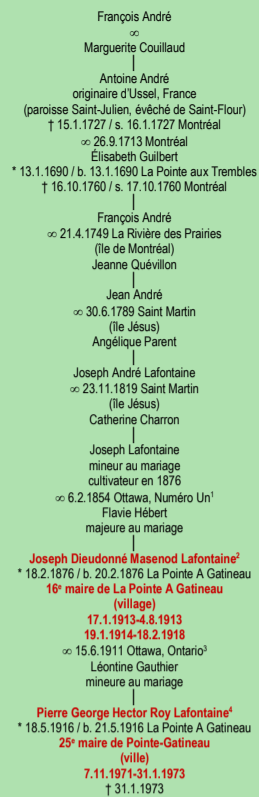 François André
∞
Marguerite Couillaud
Antoine André
originaire d'Ussel, France
(paroisse Saint-Julien, évêché de Saint-Flour)
† 15.1.1727 / s. 16.1.1727 Montréal
∞ 26.9.1713 Montréal
Élisabeth Guilbert
* 13.1.1690 / b. 13.1.1690 La Pointe aux Trembles
† 16.10.1760 / s. 17.10.1760 Montréal
François André
∞ 21.4.1749 La Rivière des Prairies
(île de Montréal)
Jeanne Quévillon
Jean André
∞ 30.6.1789 Saint Martin
(île Jésus)
Angélique Parent
Joseph André Lafontaine
∞ 23.11.1819 Saint Martin
(île Jésus)
Catherine Charron
Joseph Lafontaine
mineur au mariage
cultivateur en 1876
∞ 6.2.1854 Ottawa, Numéro Un¹
Flavie Hébert
majeure au mariage
Joseph Dieudonné Masenod Lafontaine²
* 18.2.1876 / b. 20.2.1876 La Pointe A Gatineau
16ᵉ maire de La Pointe A Gatineau
(village)
17.1.1913-4.8.1913
19.1.1914-18.2.1918
∞ 15.6.1911 Ottawa, Ontario³
Léontine Gauthier
mineure au mariage
Pierre George Hector Roy Lafontaine⁴
* 18.5.1916 / b. 21.5.1916 La Pointe A Gatineau
25ᵉ maire de Pointe-Gatineau
(ville)
7.11.1971-31.1.1973
† 31.1.1973